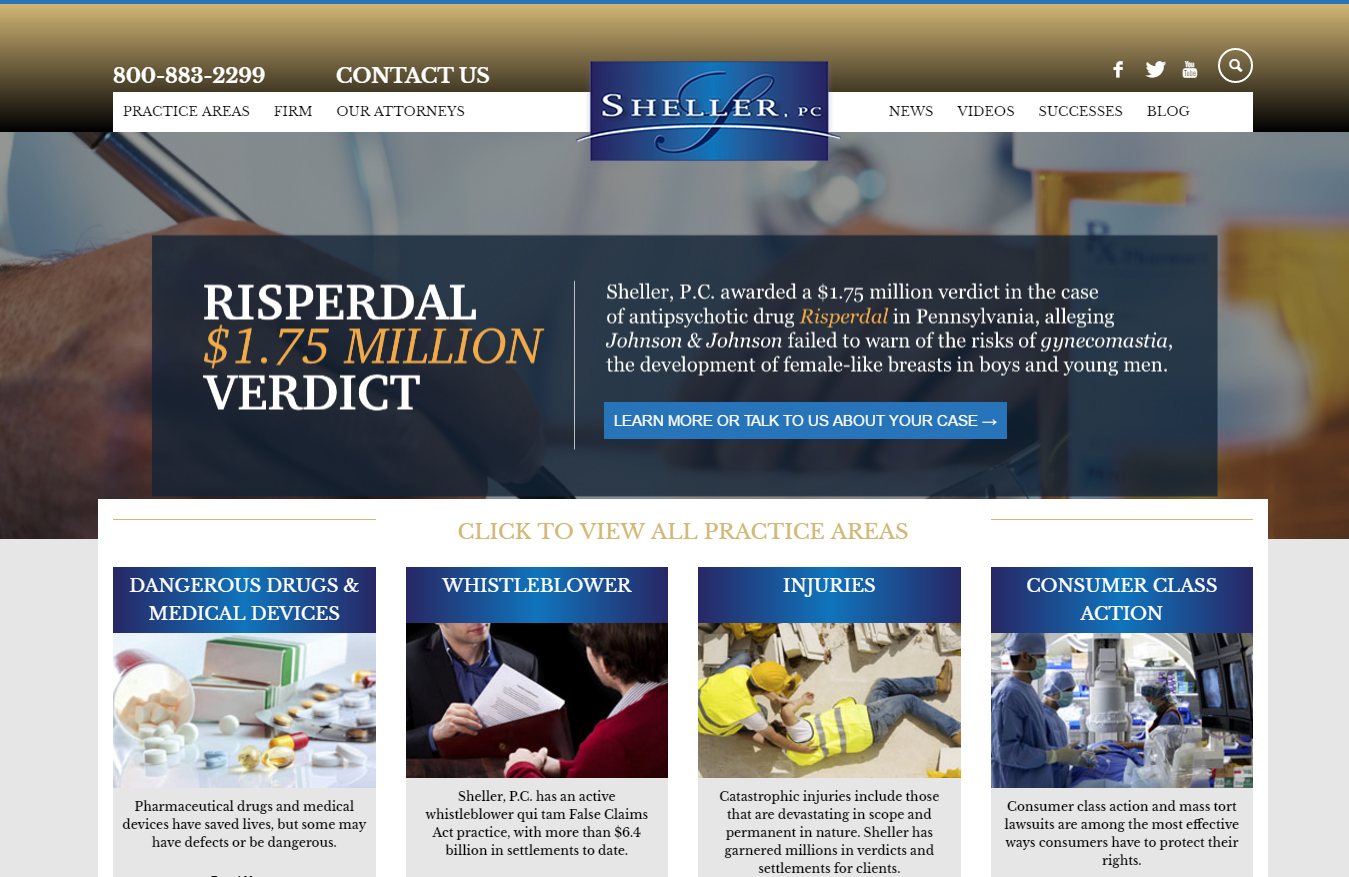 800-883-2299
CONTACT US
PRACTICE AREAS
FIRM
OUR ATTORNEYS
SHELLER, PC
NEWS
VIDEOS
SUCCESSES
BLOG
RISPERDAL
$1.75 MILLION
VERDICT
Sheller, P.C. awarded a $1.75 million verdict in the case
of antipsychotic drug Risperdal in Pennsylvania, alleging
Johnson & Johnson failed to warn of the risks of gynecomastia,
the development of female-like breasts in boys and young men.
LEARN MORE OR TALK TO US ABOUT YOUR CASE →
CLICK TO VIEW ALL PRACTICE AREAS
DANGEROUS DRUGS &
MEDICAL DEVICES
Pharmaceutical drugs and medical
devices have saved lives, but some may
have defects or be dangerous.
WHISTLEBLOWER
Sheller, P.C. has an active
whistleblower qui tam False Claims
Act practice, with more than $6.4
billion in settlements to date.
INJURIES
Catastrophic injuries include those
that are devastating in scope and
permanent in nature. Sheller has
garnered millions in verdicts and
settlements for clients.
CONSUMER CLASS
ACTION
Consumer class action and mass tort
lawsuits are among the most effective
ways consumers have to protect their
rights.